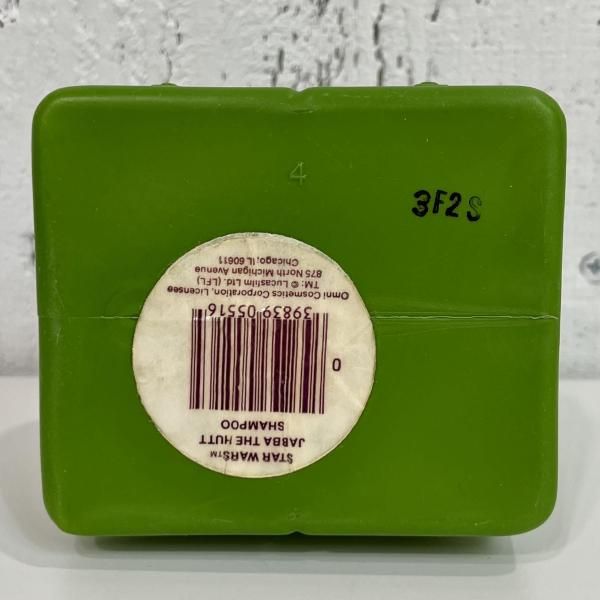 4
3F2S
STAR WARS™
JABBA THE HUTT
SHAMPOO
0
39839 05516
Omni Cosmetics Corporation, Licensee
TM: © Lucasfilm Ltd. (LFL)
875 North Michigan Avenue
Chicago, IL 60611